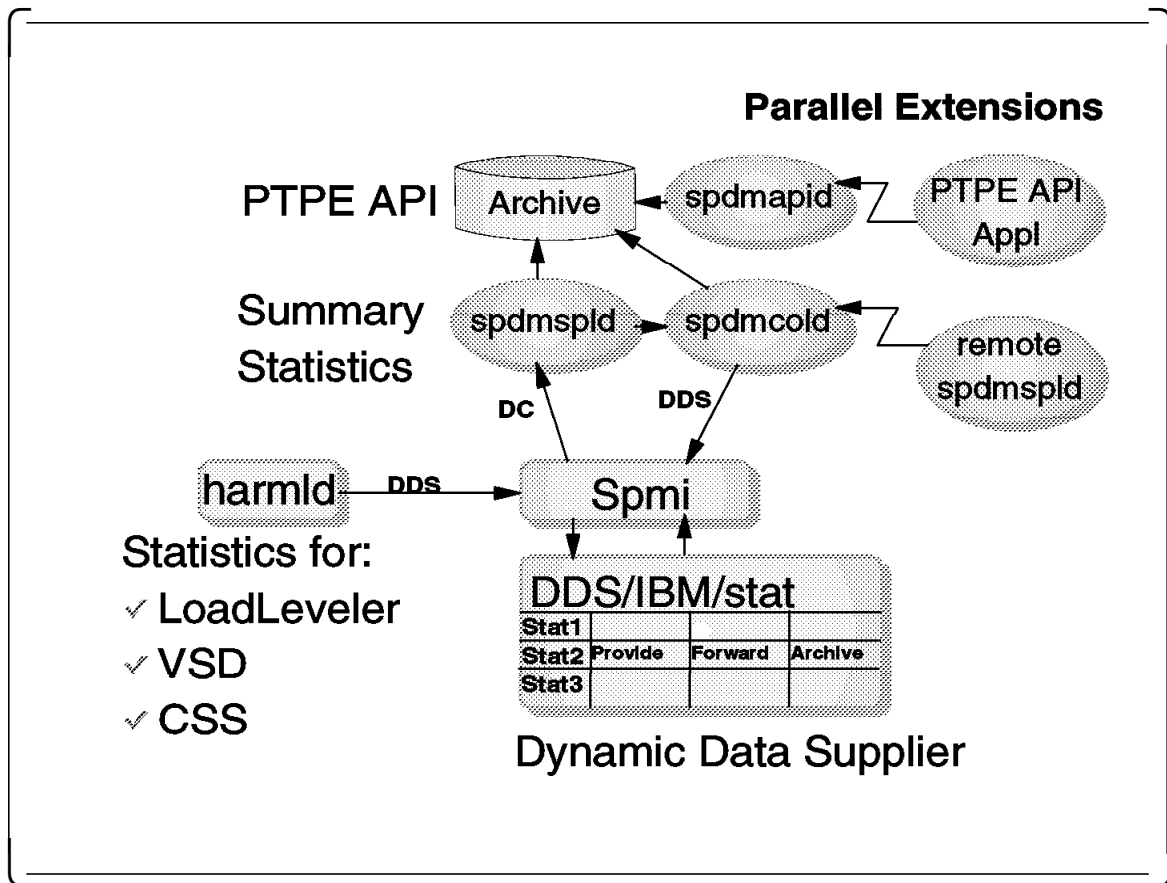 Parallel Extensions
PTPE API
Archive
spdmapid
PTPE API
Appl
Summary
Statistics
spdmspld
spdmcold
remote
spdmspld
DC
DDS
harmld
DDS
Spmi
Statistics for:
✓ LoadLeveler
✓ VSD
✓ CSS
DDS/IBM/stat
Stat1
Stat2 Provide Forward Archive
Stat3
Dynamic Data Supplier